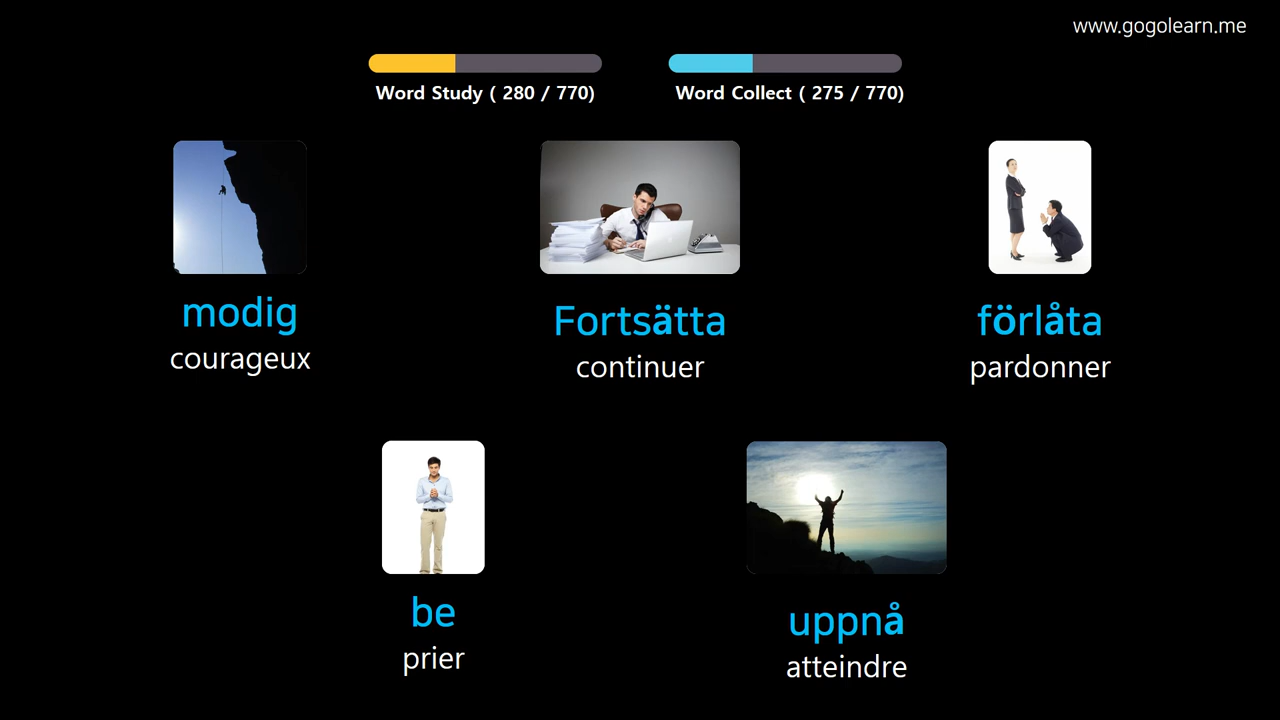 www.gogolearn.me
Word Study ( 280 / 770)
Word Collect ( 275 / 770)
modig
courageux
Fortsätta
continuer
förlåta
pardonner
be
prier
uppnå
atteindre